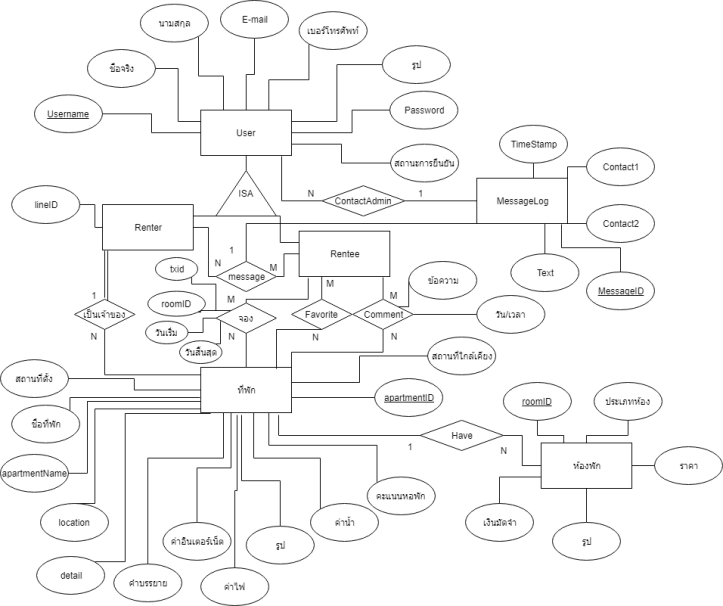 นามสกุล
E-mail
เบอร์โทรศัพท์
ชื่อจริง
รูป
Username
Password
User
สถานะการยืนยัน
TimeStamp
Contact1
ISA
N
ContactAdmin
1
MessageLog
lineID
Renter
Contact2
1
Rentee
N
message
M
txid
Text
MessageID
ข้อความ
M
M
M
roomID
1
เป็นเจ้าของ
จอง
Favorite
Comment
วัน/เวลา
วันเริ่ม
N
N
N
N
วันสิ้นสุด
สถานที่ใกล้เคียง
สถานที่ตั้ง
ที่พัก
apartmentID
roomID
ประเภทห้อง
ชื่อที่พัก
Have
1
N
apartmentName
ห้องพัก
ราคา
คะแนนหอพัก
location
ค่าน้ำ
เงินมัดจำ
ค่าอินเตอร์เน็ต
รูป
รูป
detail
คำบรรยาย
ค่าไฟ